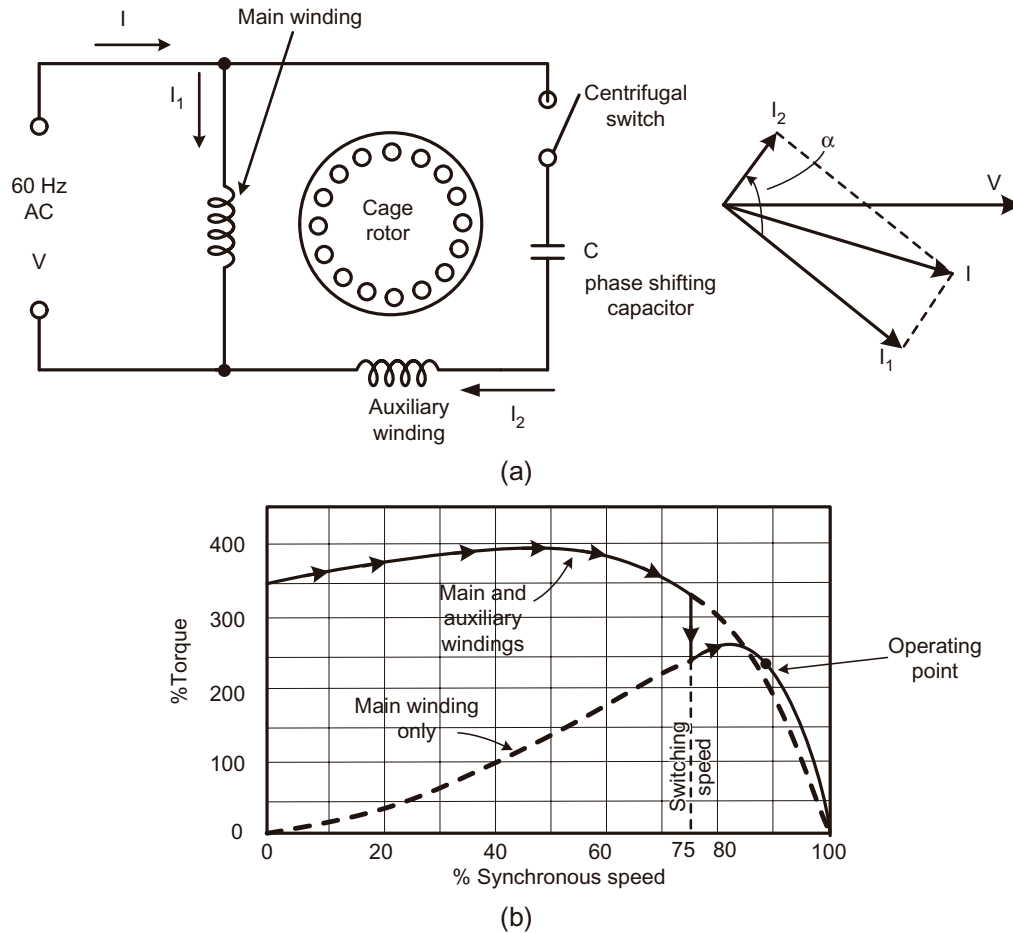 Main winding
I
I1
60 Hz
AC
V
Cage
rotor
Centrifugal
switch
C
phase shifting
capacitor
Auxiliary
winding
I2
I2
α
V
I
I1
(a)
%Torque
400
300
200
100
0
Main and
auxiliary
windings
Main winding
only
Switching
speed
Operating
point
0
20
40
60
75
80
100
% Synchronous speed
(b)